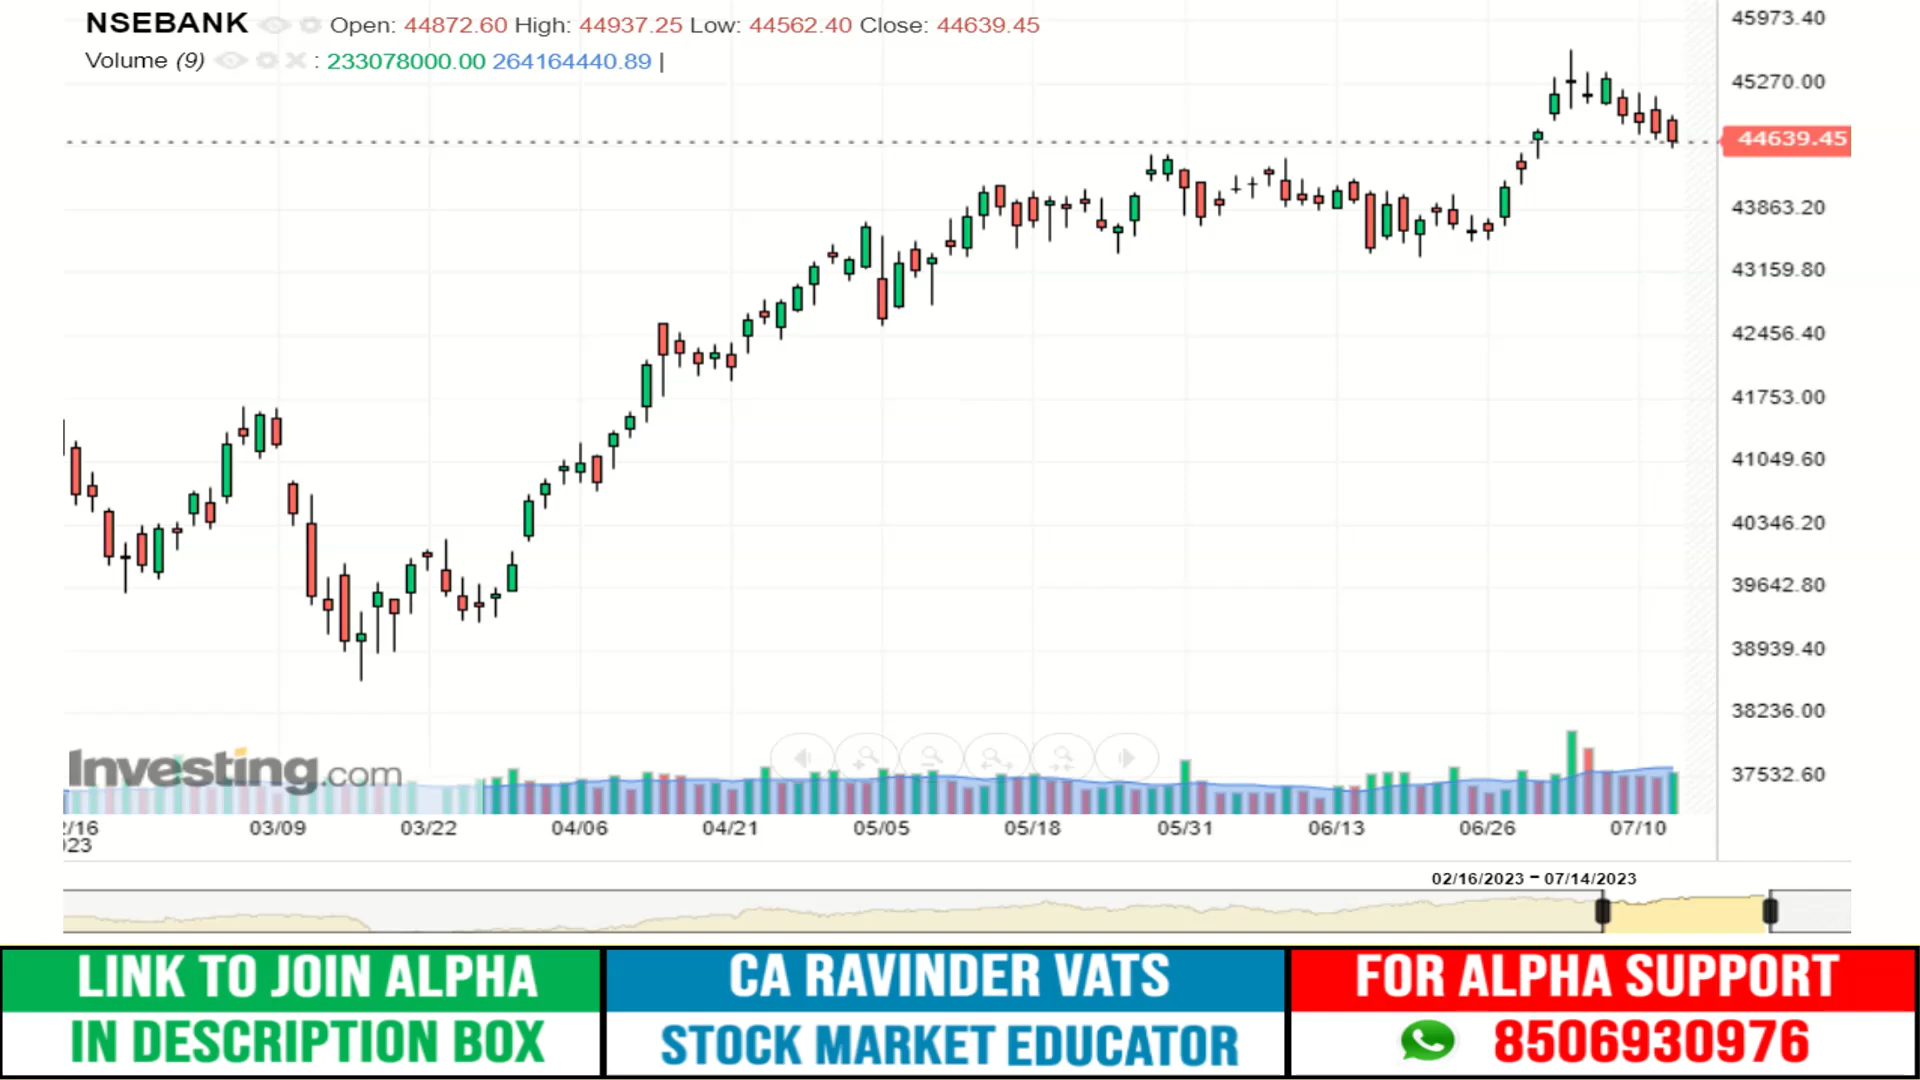 NSEBANK Open: 44872.60 High: 44937.25 Low: 44562.40 Close: 44639.45
Volume (9) : 233078000.00 264164440.89 |
45973.40
45270.00
44639.45
43863.20
43159.80
42456.40
41753.00
41049.60
40346.20
39642.80
38939.40
38236.00
37532.60
Investing.com
2/16 03/09 03/22 04/06 04/21 05/05 05/18 05/31 06/13 06/26 07/10
023
02/16/2023 - 07/14/2023
LINK TO JOIN ALPHA
IN DESCRIPTION BOX
CA RAVINDER VATS
STOCK MARKET EDUCATOR
FOR ALPHA SUPPORT
8506930976